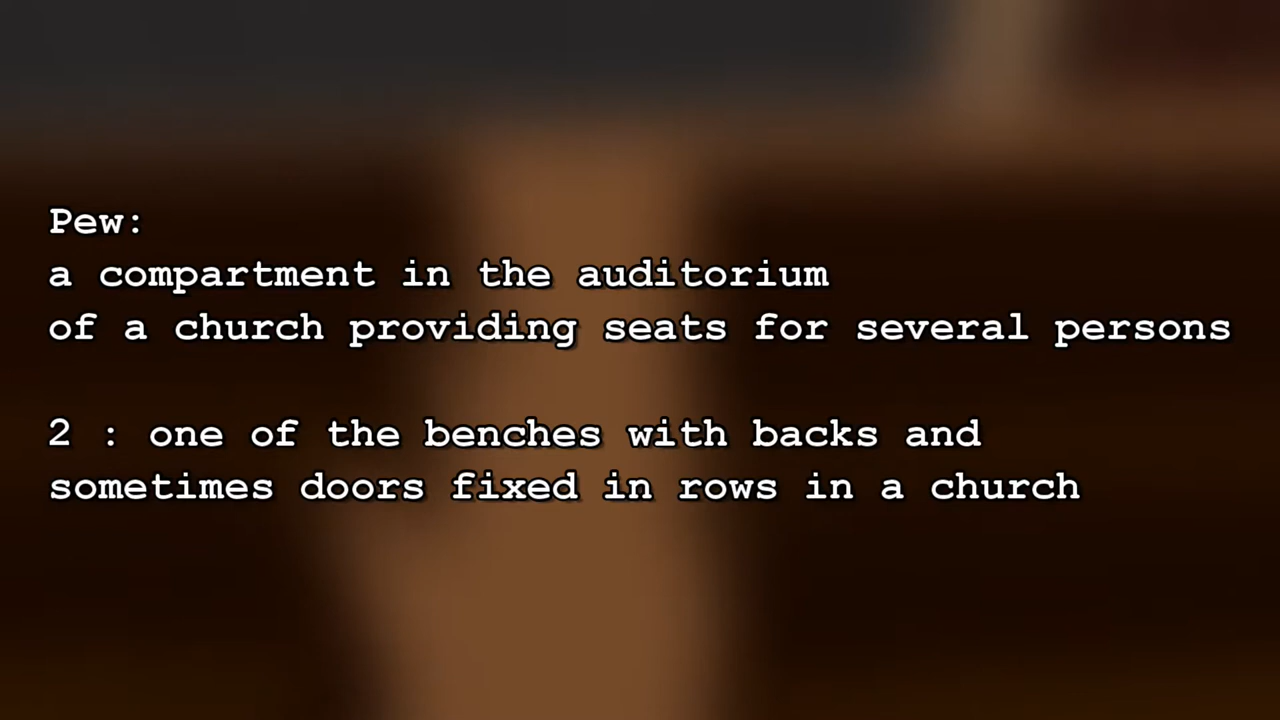 Pew:
a compartment in the auditorium
of a church providing seats for several persons
2 : one of the benches with backs and
sometimes doors fixed in rows in a church